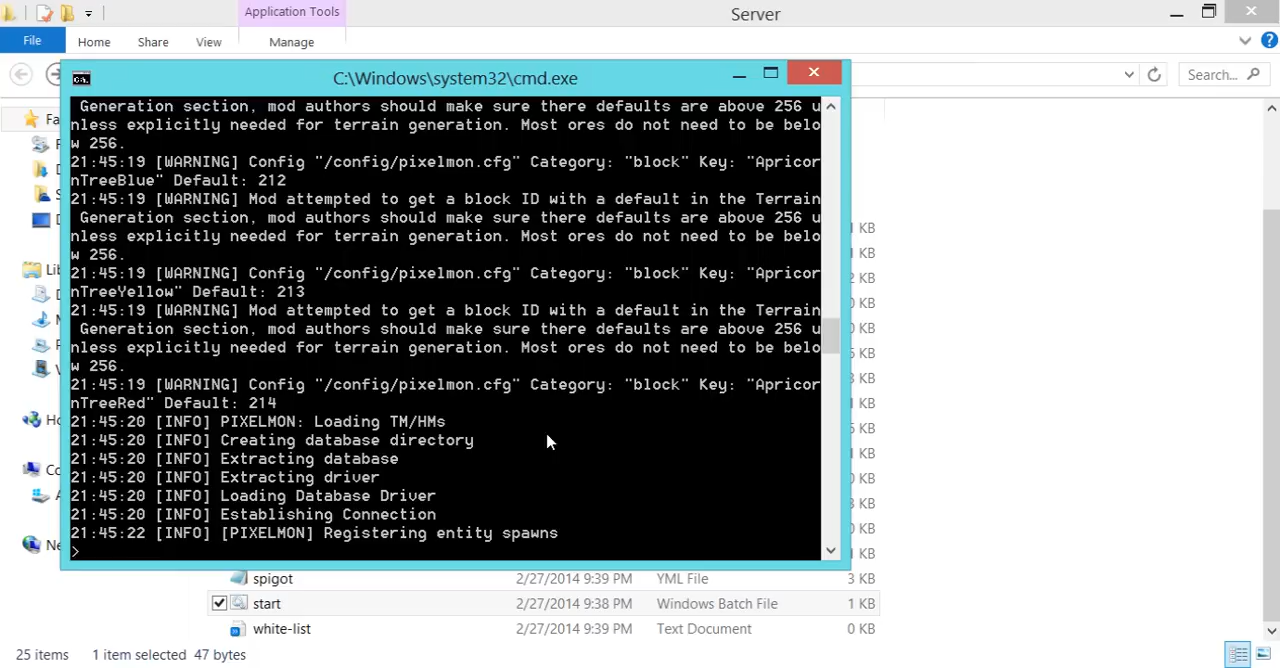 Application Tools
Server
File
Home
Share
View
Manage
Search...
C:\Windows\system32\cmd.exe
Generation section, mod authors should make sure there defaults are above 256 u
nless explicitly needed for terrain generation. Most ores do not need to be belo
w 256.
21:45:19 [WARNING] Config "/config/pixelmon.cfg" Category: "block" Key: "Apricor
nTreeBlue" Default: 212
21:45:19 [WARNING] Mod attempted to get a block ID with a default in the Terrain
Generation section, mod authors should make sure there defaults are above 256 u
nless explicitly needed for terrain generation. Most ores do not need to be belo
w 256.
21:45:19 [WARNING] Config "/config/pixelmon.cfg" Category: "block" Key: "Apricor
nTreeYellow" Default: 213
21:45:19 [WARNING] Mod attempted to get a block ID with a default in the Terrain
Generation section, mod authors should make sure there defaults are above 256 u
nless explicitly needed for terrain generation. Most ores do not need to be belo
w 256.
21:45:19 [WARNING] Config "/config/pixelmon.cfg" Category: "block" Key: "Apricor
nTreeRed" Default: 214
21:45:20 [INFO] PIXELMON: Loading TM/HMs
21:45:20 [INFO] Creating database directory
21:45:20 [INFO] Extracting database
21:45:20 [INFO] Extracting driver
21:45:20 [INFO] Loading Database Driver
21:45:20 [INFO] Establishing Connection
21:45:22 [INFO] [PIXELMON] Registering entity spawns
>
spigot 2/27/2014 9:39 PM YML File 3 KB
start 2/27/2014 9:38 PM Windows Batch File 1 KB
white-list 2/27/2014 9:39 PM Text Document 0 KB
25 items 1 item selected 47 bytes